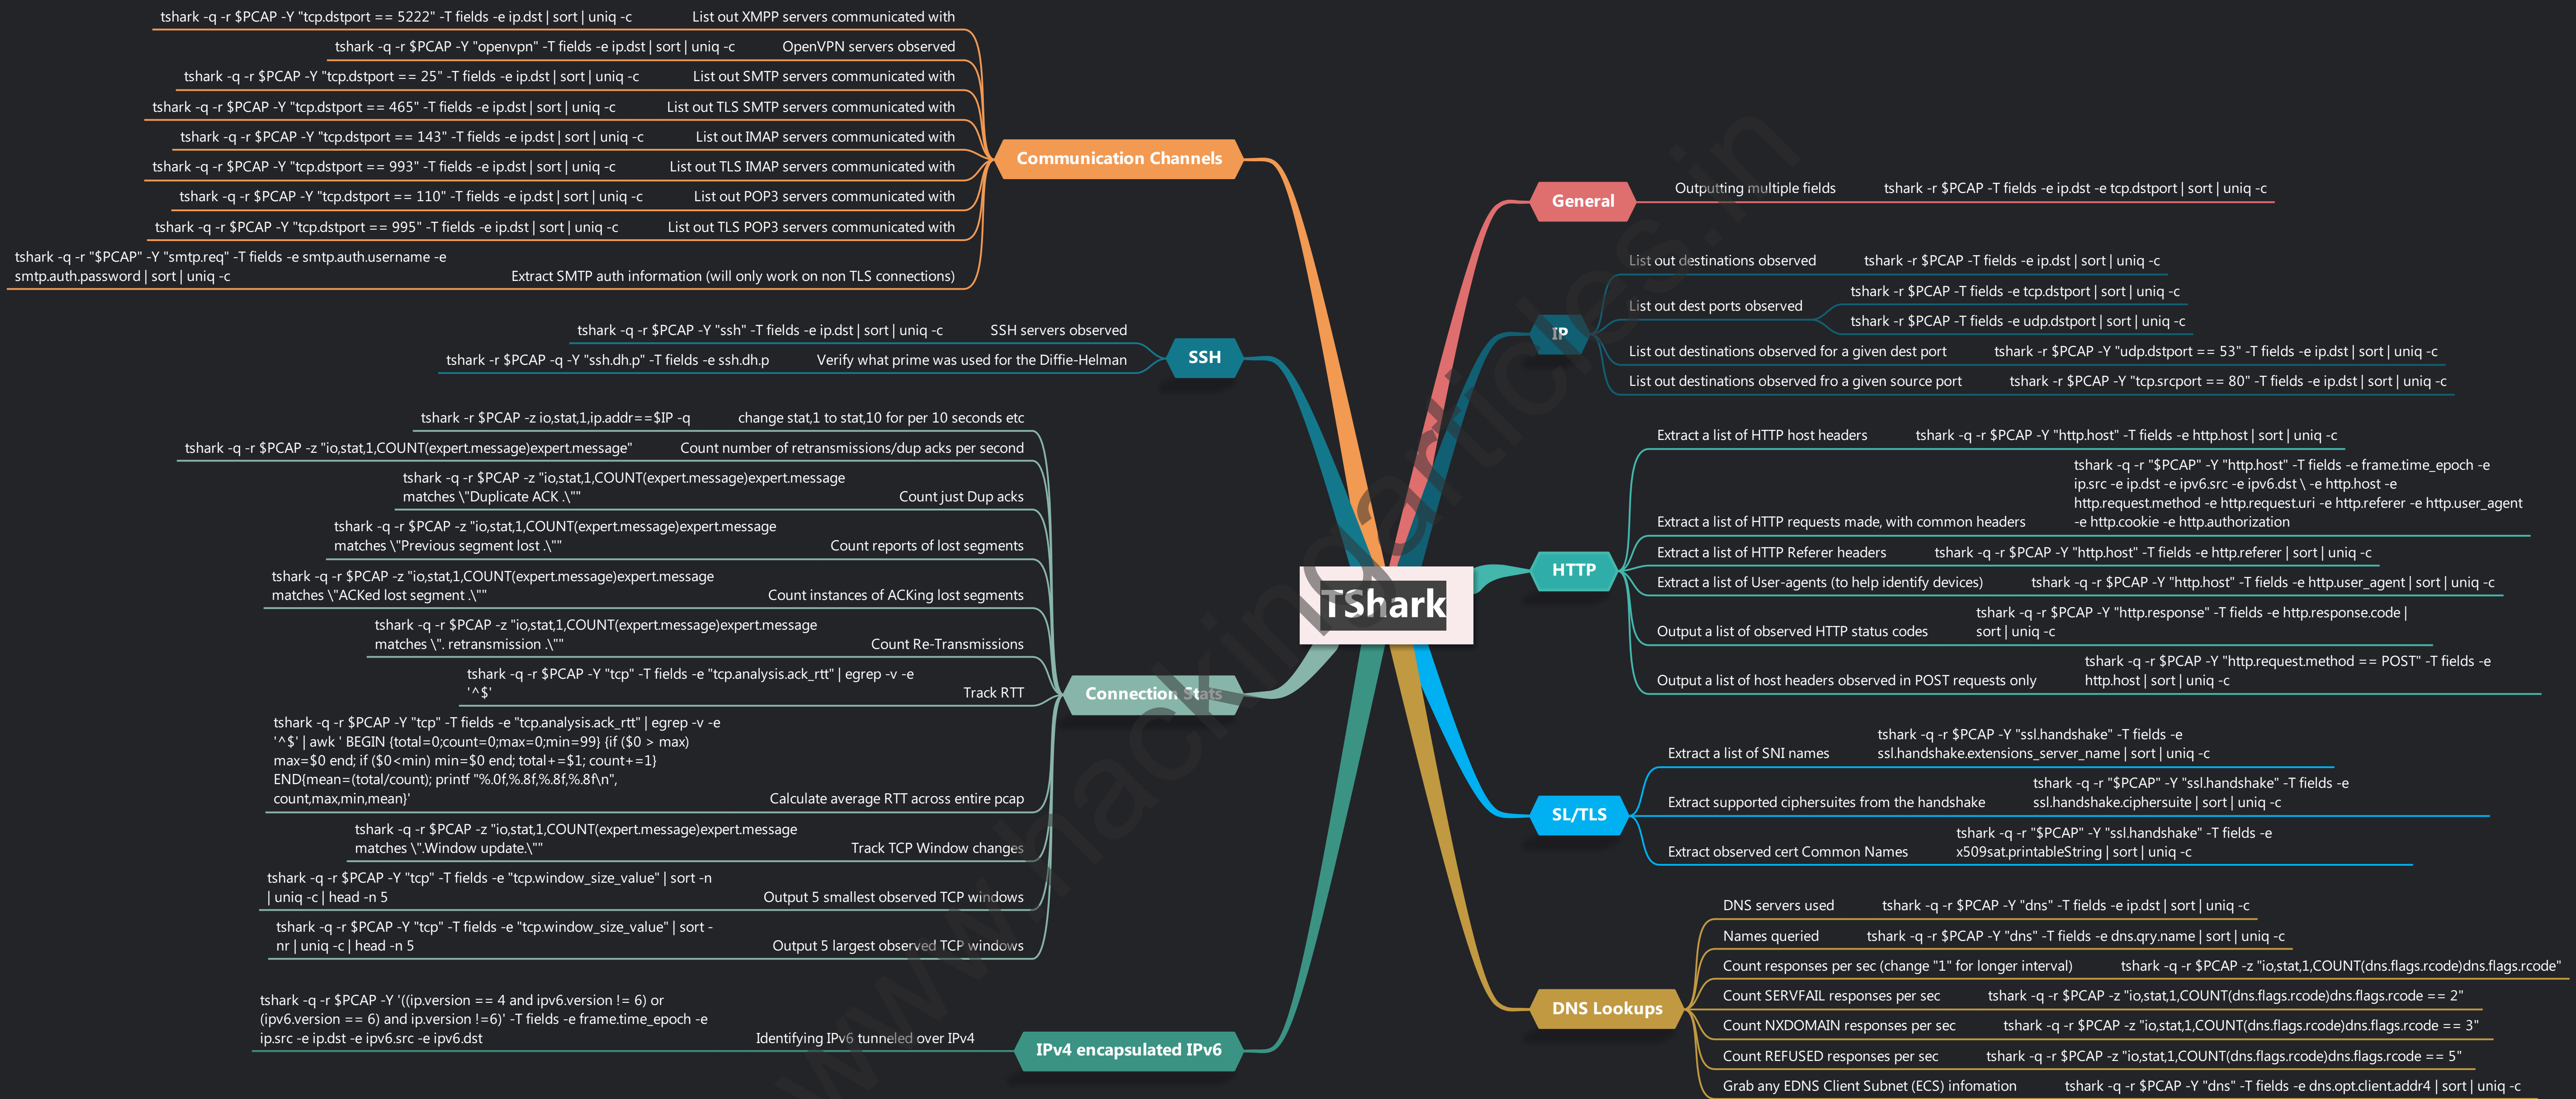 TShark
Communication Channels
List out XMPP servers communicated with
tshark -q -r $PCAP -Y "tcp.dstport == 5222" -T fields -e ip.dst | sort | uniq -c
OpenVPN servers observed
tshark -q -r $PCAP -Y "openvpn" -T fields -e ip.dst | sort | uniq -c
List out SMTP servers communicated with
tshark -q -r $PCAP -Y "tcp.dstport == 25" -T fields -e ip.dst | sort | uniq -c
List out TLS SMTP servers communicated with
tshark -q -r $PCAP -Y "tcp.dstport == 465" -T fields -e ip.dst | sort | uniq -c
List out IMAP servers communicated with
tshark -q -r $PCAP -Y "tcp.dstport == 143" -T fields -e ip.dst | sort | uniq -c
List out TLS IMAP servers communicated with
tshark -q -r $PCAP -Y "tcp.dstport == 993" -T fields -e ip.dst | sort | uniq -c
List out POP3 servers communicated with
tshark -q -r $PCAP -Y "tcp.dstport == 110" -T fields -e ip.dst | sort | uniq -c
List out TLS POP3 servers communicated with
tshark -q -r $PCAP -Y "tcp.dstport == 995" -T fields -e ip.dst | sort | uniq -c
Extract SMTP auth information (will only work on non TLS connections)
tshark -q -r "$PCAP" -Y "smtp.req" -T fields -e smtp.auth.username -e
smtp.auth.password | sort | uniq -c
SSH
SSH servers observed
tshark -q -r $PCAP -Y "ssh" -T fields -e ip.dst | sort | uniq -c
Verify what prime was used for the Diffie-Helman
tshark -r $PCAP -q -Y "ssh.dh.p" -T fields -e ssh.dh.p
Connection Stats
change stat,1 to stat,10 for per 10 seconds etc
tshark -r $PCAP -z io,stat,1,ip.addr==$IP -q
Count number of retransmissions/dup acks per second
tshark -q -r $PCAP -z "io,stat,1,COUNT(expert.message)expert.message"
Count just Dup acks
tshark -q -r $PCAP -z "io,stat,1,COUNT(expert.message)expert.message
matches \"Duplicate ACK .\""
Count reports of lost segments
tshark -q -r $PCAP -z "io,stat,1,COUNT(expert.message)expert.message
matches \"Previous segment lost .\""
Count instances of ACKing lost segments
tshark -q -r $PCAP -z "io,stat,1,COUNT(expert.message)expert.message
matches \"ACKed lost segment .\""
Count Re-Transmissions
tshark -q -r $PCAP -z "io,stat,1,COUNT(expert.message)expert.message
matches \". retransmission .\""
Track RTT
tshark -q -r $PCAP -Y "tcp" -T fields -e "tcp.analysis.ack_rtt" | egrep -v -e
'^$'
Calculate average RTT across entire pcap
tshark -q -r $PCAP -Y "tcp" -T fields -e "tcp.analysis.ack_rtt" | egrep -v -e
'^$' | awk ' BEGIN {total=0;count=0;max=0;min=99} {if ($0 > max)
max=$0 end; if ($0<min) min=$0 end; total+=$1; count+=1}
END{mean=(total/count); printf "%.0f,%.8f,%.8f,%.8f\n",
count,max,min,mean}'
Track TCP Window changes
tshark -q -r $PCAP -z "io,stat,1,COUNT(expert.message)expert.message
matches \".Window update.\""
Output 5 smallest observed TCP windows
tshark -q -r $PCAP -Y "tcp" -T fields -e "tcp.window_size_value" | sort -n
| uniq -c | head -n 5
Output 5 largest observed TCP windows
tshark -q -r $PCAP -Y "tcp" -T fields -e "tcp.window_size_value" | sort -
nr | uniq -c | head -n 5
IPv4 encapsulated IPv6
Identifying IPv6 tunneled over IPv4
tshark -q -r $PCAP -Y '((ip.version == 4 and ipv6.version != 6) or
(ipv6.version == 6) and ip.version !=6)' -T fields -e frame.time_epoch -e
ip.src -e ip.dst -e ipv6.src -e ipv6.dst
General
Outputting multiple fields
tshark -r $PCAP -T fields -e ip.dst -e tcp.dstport | sort | uniq -c
IP
List out destinations observed
tshark -r $PCAP -T fields -e ip.dst | sort | uniq -c
List out dest ports observed
tshark -r $PCAP -T fields -e tcp.dstport | sort | uniq -c
tshark -r $PCAP -T fields -e udp.dstport | sort | uniq -c
List out destinations observed for a given dest port
tshark -r $PCAP -Y "udp.dstport == 53" -T fields -e ip.dst | sort | uniq -c
List out destinations observed fro a given source port
tshark -r $PCAP -Y "tcp.srcport == 80" -T fields -e ip.dst | sort | uniq -c
HTTP
Extract a list of HTTP host headers
tshark -q -r $PCAP -Y "http.host" -T fields -e http.host | sort | uniq -c
Extract a list of HTTP requests made, with common headers
tshark -q -r "$PCAP" -Y "http.host" -T fields -e frame.time_epoch -e
ip.src -e ip.dst -e ipv6.src -e ipv6.dst \ -e http.host -e
http.request.method -e http.request.uri -e http.referer -e http.user_agent
-e http.cookie -e http.authorization
Extract a list of HTTP Referer headers
tshark -q -r $PCAP -Y "http.host" -T fields -e http.referer | sort | uniq -c
Extract a list of User-agents (to help identify devices)
tshark -q -r $PCAP -Y "http.host" -T fields -e http.user_agent | sort | uniq -c
Output a list of observed HTTP status codes
tshark -q -r $PCAP -Y "http.response" -T fields -e http.response.code |
sort | uniq -c
Output a list of host headers observed in POST requests only
tshark -q -r $PCAP -Y "http.request.method == POST" -T fields -e
http.host | sort | uniq -c
SL/TLS
Extract a list of SNI names
tshark -q -r $PCAP -Y "ssl.handshake" -T fields -e
ssl.handshake.extensions_server_name | sort | uniq -c
Extract supported ciphersuites from the handshake
tshark -q -r "$PCAP" -Y "ssl.handshake" -T fields -e
ssl.handshake.ciphersuite | sort | uniq -c
Extract observed cert Common Names
tshark -q -r "$PCAP" -Y "ssl.handshake" -T fields -e
x509sat.printableString | sort | uniq -c
DNS Lookups
DNS servers used
tshark -q -r $PCAP -Y "dns" -T fields -e ip.dst | sort | uniq -c
Names queried
tshark -q -r $PCAP -Y "dns" -T fields -e dns.qry.name | sort | uniq -c
Count responses per sec (change "1" for longer interval)
tshark -q -r $PCAP -z "io,stat,1,COUNT(dns.flags.rcode)dns.flags.rcode"
Count SERVFAIL responses per sec
tshark -q -r $PCAP -z "io,stat,1,COUNT(dns.flags.rcode)dns.flags.rcode == 2"
Count NXDOMAIN responses per sec
tshark -q -r $PCAP -z "io,stat,1,COUNT(dns.flags.rcode)dns.flags.rcode == 3"
Count REFUSED responses per sec
tshark -q -r $PCAP -z "io,stat,1,COUNT(dns.flags.rcode)dns.flags.rcode == 5"
Grab any EDNS Client Subnet (ECS) infomation
tshark -q -r $PCAP -Y "dns" -T fields -e dns.opt.client.addr4 | sort | uniq -c
www.hackingarticles.in